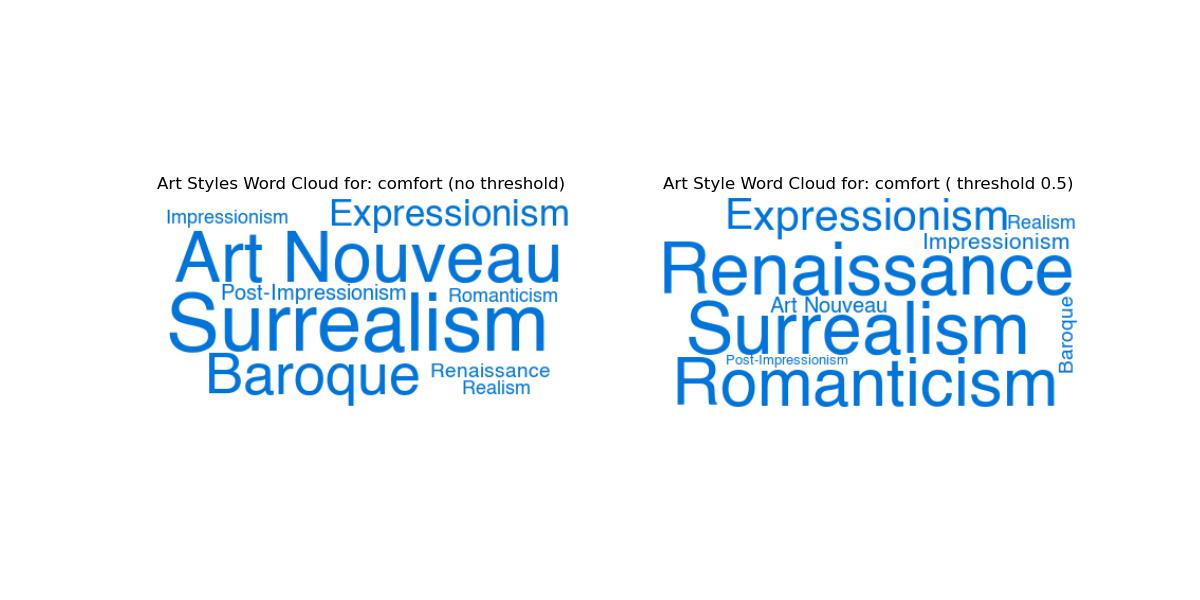 Art Styles Word Cloud for: comfort (no threshold)
Impressionism
Expressionism
Art Nouveau
Post-Impressionism
Romanticism
Surrealism
Baroque
Renaissance
Realism
Art Style Word Cloud for: comfort ( threshold 0.5)
Expressionism
Realism
Impressionism
Renaissance
Art Nouveau
Surrealism
Baroque
Post-Impressionism
Romanticism